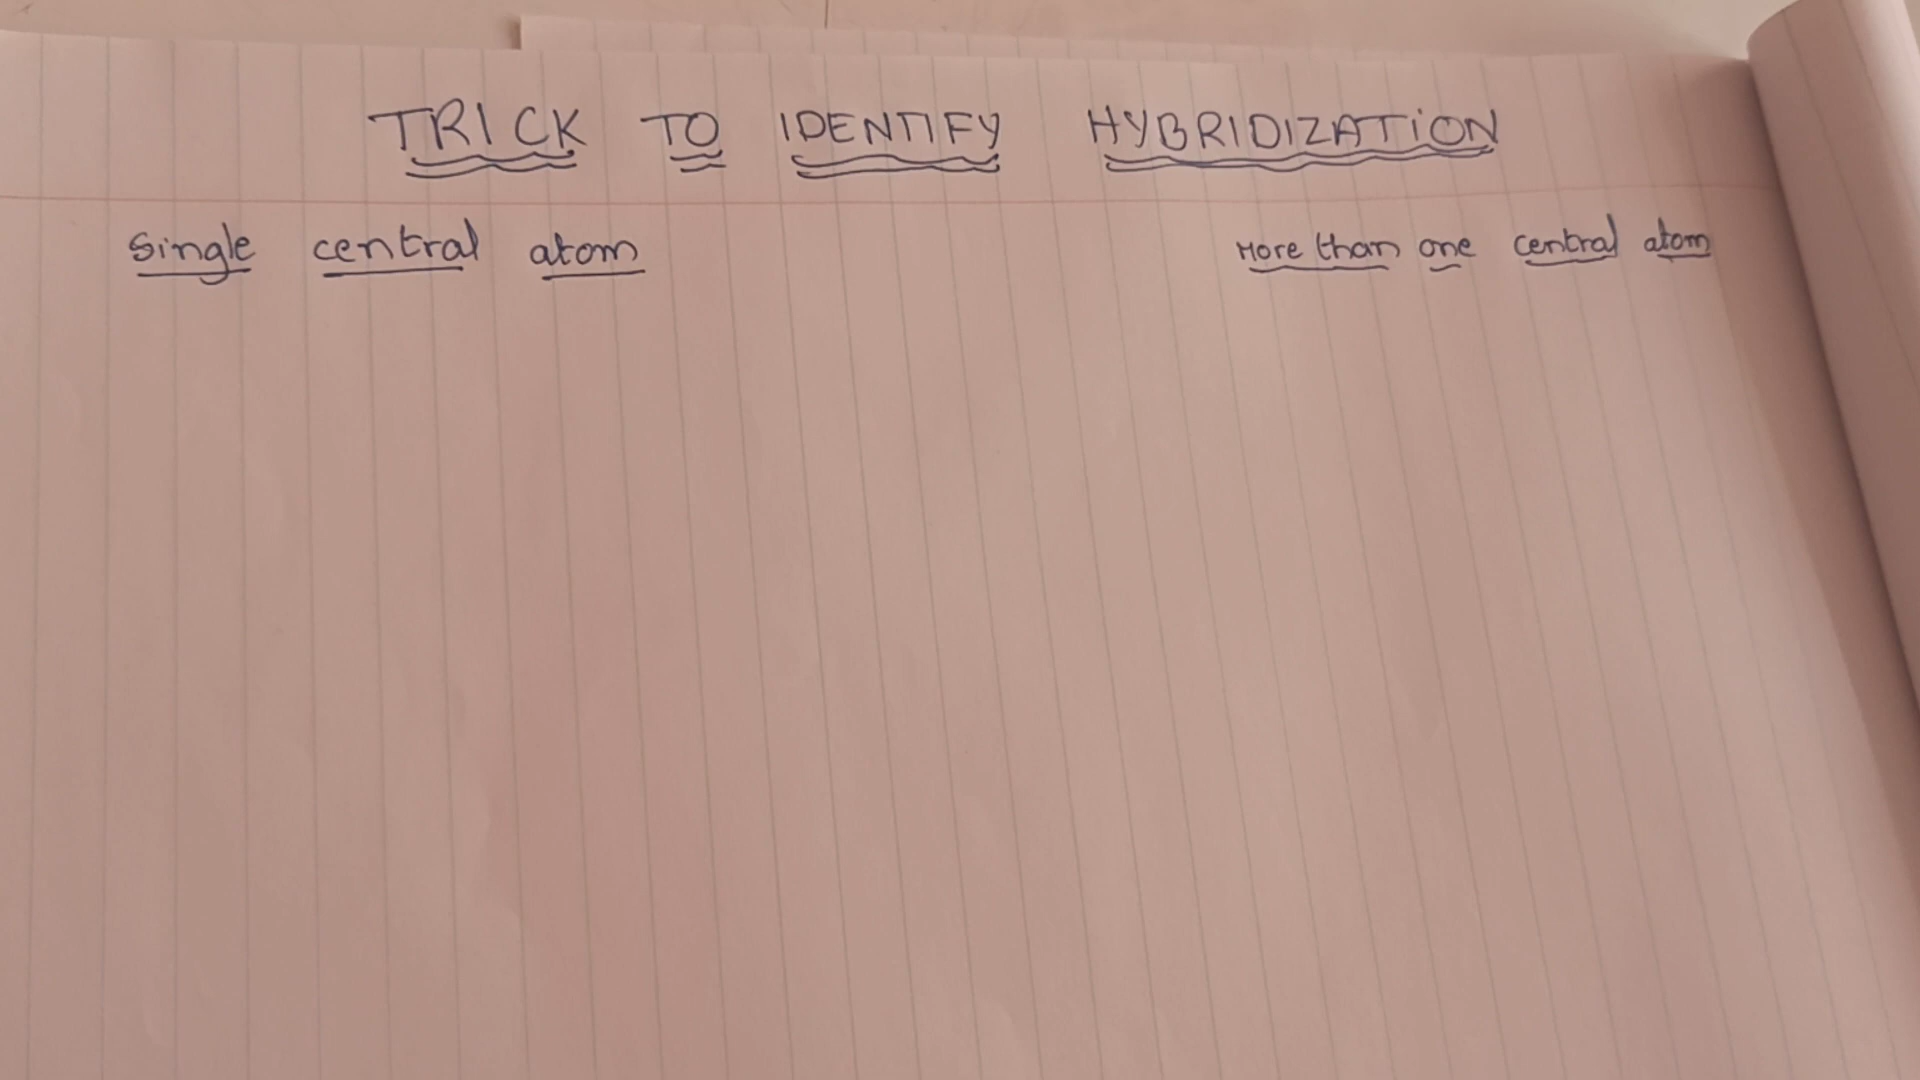 TRICK TO IDENTIFY HYBRIDIZATION
Single central atom
More than one central atom